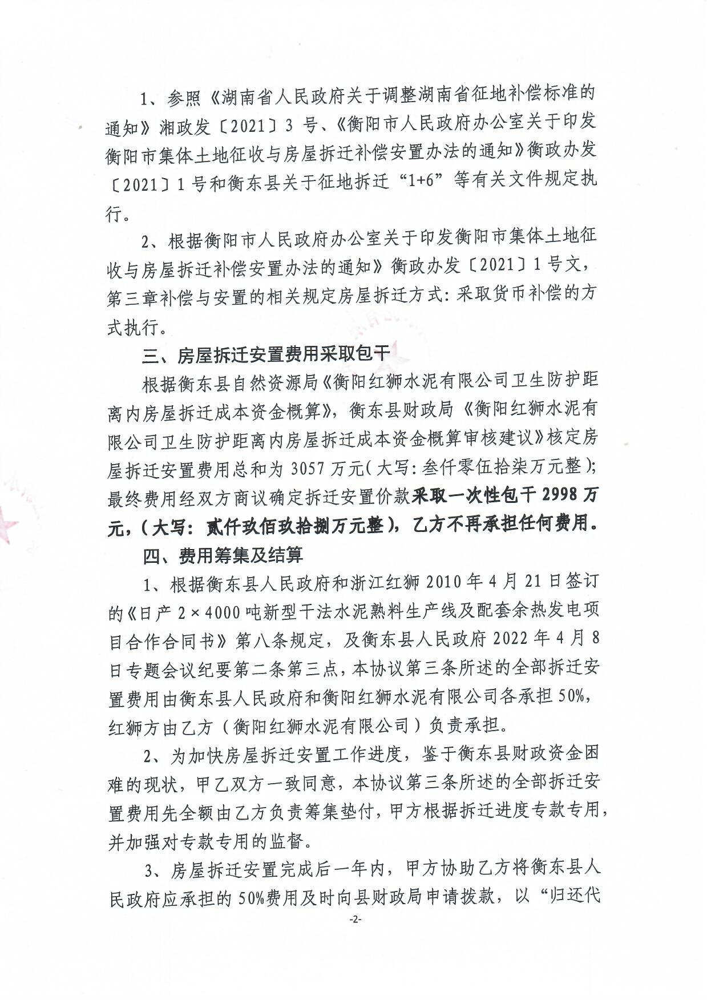 1、参照《湖南省人民政府关于调整湖南省征地补偿标准的
通知》湘政发〔2021〕3 号、《衡阳市人民政府办公室关于印发
衡阳市集体土地征收与房屋拆迁补偿安置办法的通知》衡政办发
〔2021〕1 号和衡东县关于征地拆迁“1+6”等有关文件规定执
行。
2、根据衡阳市人民政府办公室关于印发衡阳市集体土地征
收与房屋拆迁补偿安置办法的通知》衡政办发〔2021〕1 号文，
第三章补偿与安置的相关规定房屋拆迁方式：采取货币补偿的方
式执行。
三、房屋拆迁安置费用采取包干
根据衡东县自然资源局《衡阳红狮水泥有限公司卫生防护距
离内房屋拆迁成本资金概算》，衡东县财政局《衡阳红狮水泥有
限公司卫生防护距离内房屋拆迁成本资金概算审核建议》核定房
屋拆迁安置费用总和为 3057 万元（大写：叁仟零伍拾柒万元整）；
最终费用经双方商议确定拆迁安置价款采取一次性包干 2998 万
元，（大写： 贰仟玖佰玖拾捌万元整），乙方不再承担任何费用。
四、费用筹集及结算
1、根据衡东县人民政府和浙江红狮 2010 年 4 月 21 日签订
的《日产 2×4000 吨新型干法水泥熟料生产线及配套余热发电项
目合作合同书》第八条规定，及衡东县人民政府 2022 年 4 月 8
日专题会议纪要第二条第三点，本协议第三条所述的全部拆迁安
置费用由衡东县人民政府和衡阳红狮水泥有限公司各承担 50%，
红狮方由乙方（衡阳红狮水泥有限公司）负责承担。
2、为加快房屋拆迁安置工作进度，鉴于衡东县财政资金困
难的现状，甲乙双方一致同意，本协议第三条所述的全部拆迁安
置费用先全额由乙方负责筹集垫付，甲方根据拆迁进度专款专用，
并加强对专款专用的监督。
3、房屋拆迁安置完成后一年内，甲方协助乙方将衡东县人
民政府应承担的 50%费用及时向县财政局申请拨款，以“归还代
-2-